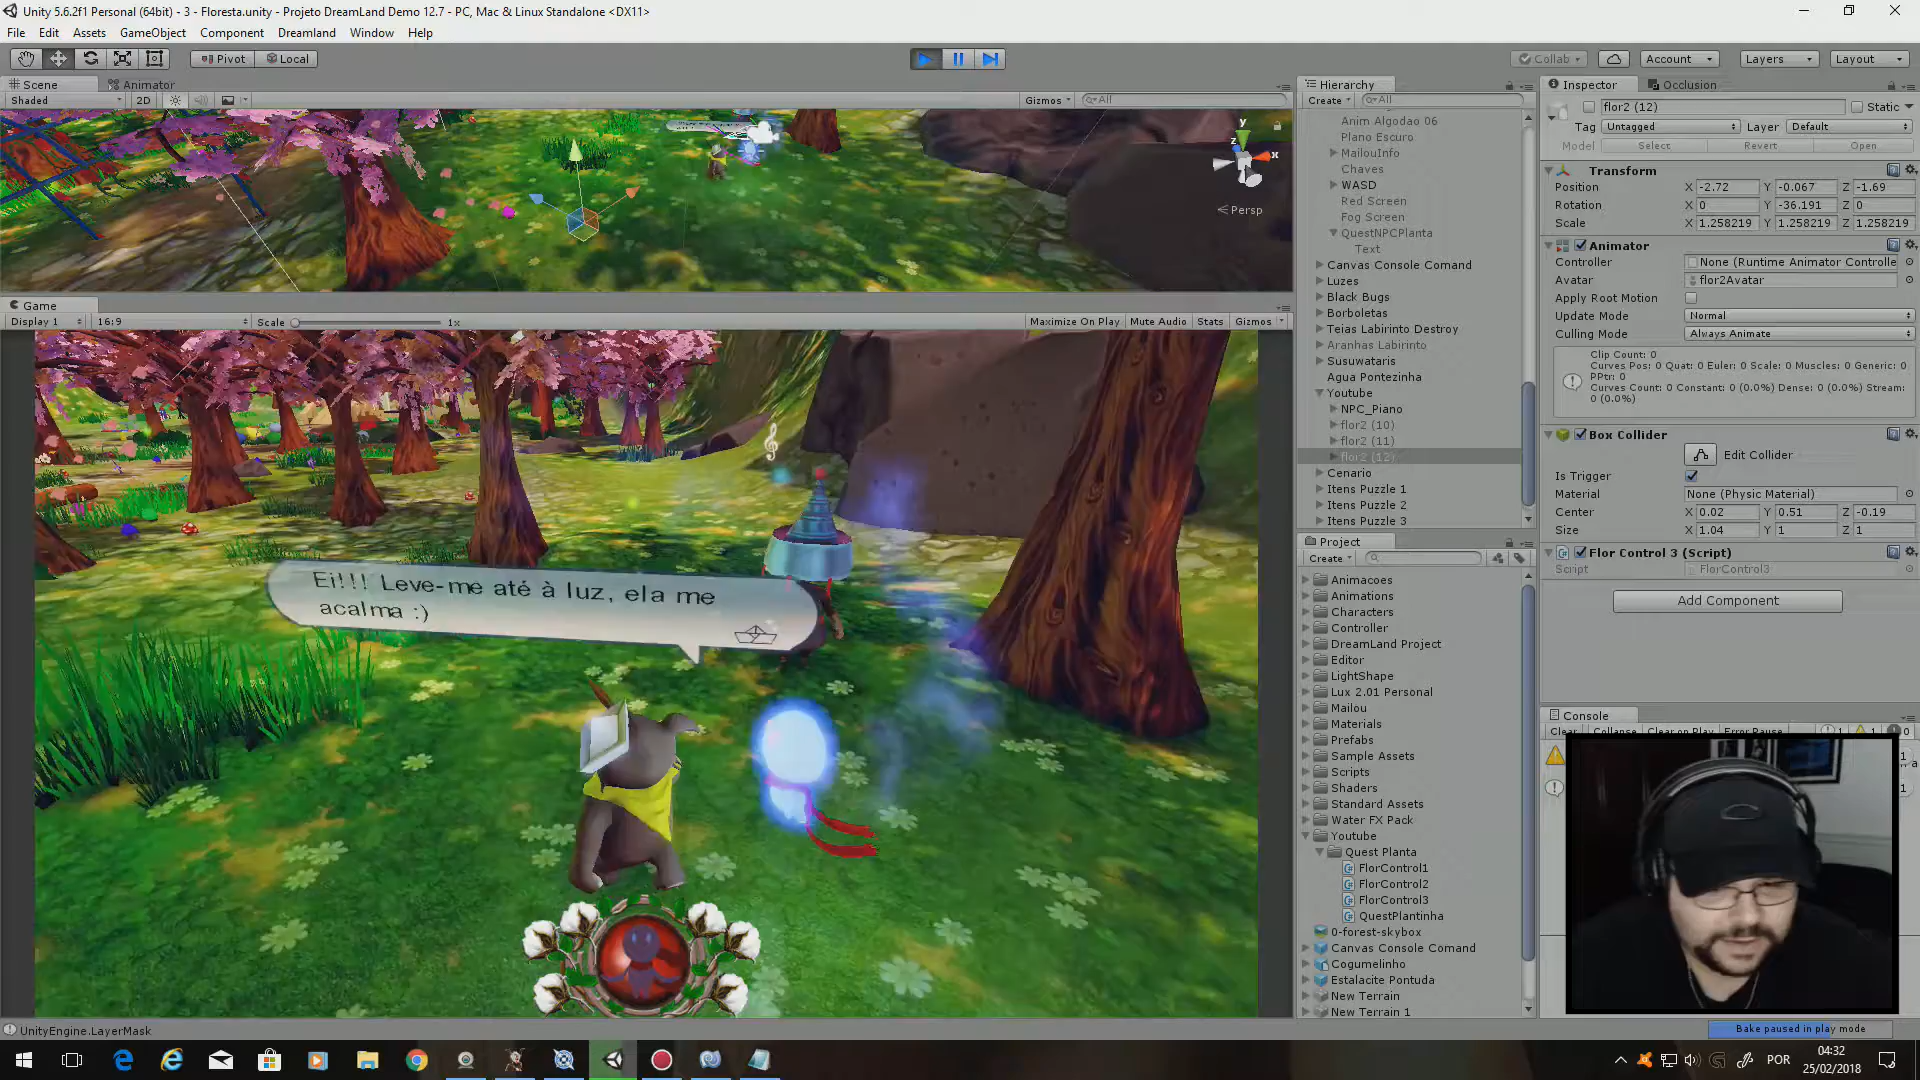 Unity 5.6.2f1 Personal (64bit) - 3 - Floresta.unity - Projeto DreamLand Demo 12.7 - PC, Mac & Linux Standalone <DX11>
File Edit Assets GameObject Component Dreamland Window Help
Pivot Local Collab Account Layers Layout
Scene Animator
Shaded 2D Gizmos All
y
z
x
Persp
Game
Display 1 16:9 Scale 1x Maximize On Play Mute Audio Stats Gizmos
Ei!!! Leve-me até à luz, ela me
acalma :)
Hierarchy
Create All
Anim Algodao 06
Plano Escuro
MailouInfo
Chaves
WASD
Red Screen
Fog Screen
QuestNPCPlanta
Text
Canvas Console Comand
Luzes
Black Bugs
Borboletas
Teias Labirinto Destroy
Aranhas Labirinto
Susuwataris
Agua Pontezinha
Youtube
NPC_Piano
flor2 (10)
flor2 (11)
flor2 (12)
Cenario
Itens Puzzle 1
Itens Puzzle 2
Itens Puzzle 3
Project
Create
Animacoes
Animations
Characters
Controller
DreamLand Project
Editor
LightShape
Lux 2.01 Personal
Mailou
Materials
Prefabs
Sample Assets
Scripts
Shaders
Standard Assets
Water FX Pack
Youtube
Quest Planta
FlorControl1
FlorControl2
FlorControl3
QuestPlantinha
0-forest-skybox
Canvas Console Comand
Cogumelinho
Estalacite Pontuda
New Terrain
New Terrain 1
Inspector Occlusion
flor2 (12) Static
Tag Untagged Layer Default
Model Select Revert Open
Transform
Position X -2.72 Y -0.067 Z -1.69
Rotation X 0 Y -36.191 Z 0
Scale X 1.258219 Y 1.258219 Z 1.258219
Animator
Controller None (Runtime Animator Controlle
Avatar flor2Avatar
Apply Root Motion
Update Mode Normal
Culling Mode Always Animate
Clip Count: 0
Curves Pos: 0 Quat: 0 Euler: 0 Scale: 0 Muscles: 0 Generic: 0
PPtr: 0
Curves Count: 0 Constant: 0 (0.0%) Dense: 0 (0.0%) Stream:
0 (0.0%)
Box Collider
Edit Collider
Is Trigger
Material None (Physic Material)
Center X 0.02 Y 0.51 Z -0.19
Size X 1.04 Y 1 Z 1
Flor Control 3 (Script)
Script FlorControl3
Add Component
Console
Clear Collapse Clear on Play Error Pause 1 1 0
UnityEngine.LayerMask
Bake paused in play mode
POR
04:32
25/02/2018